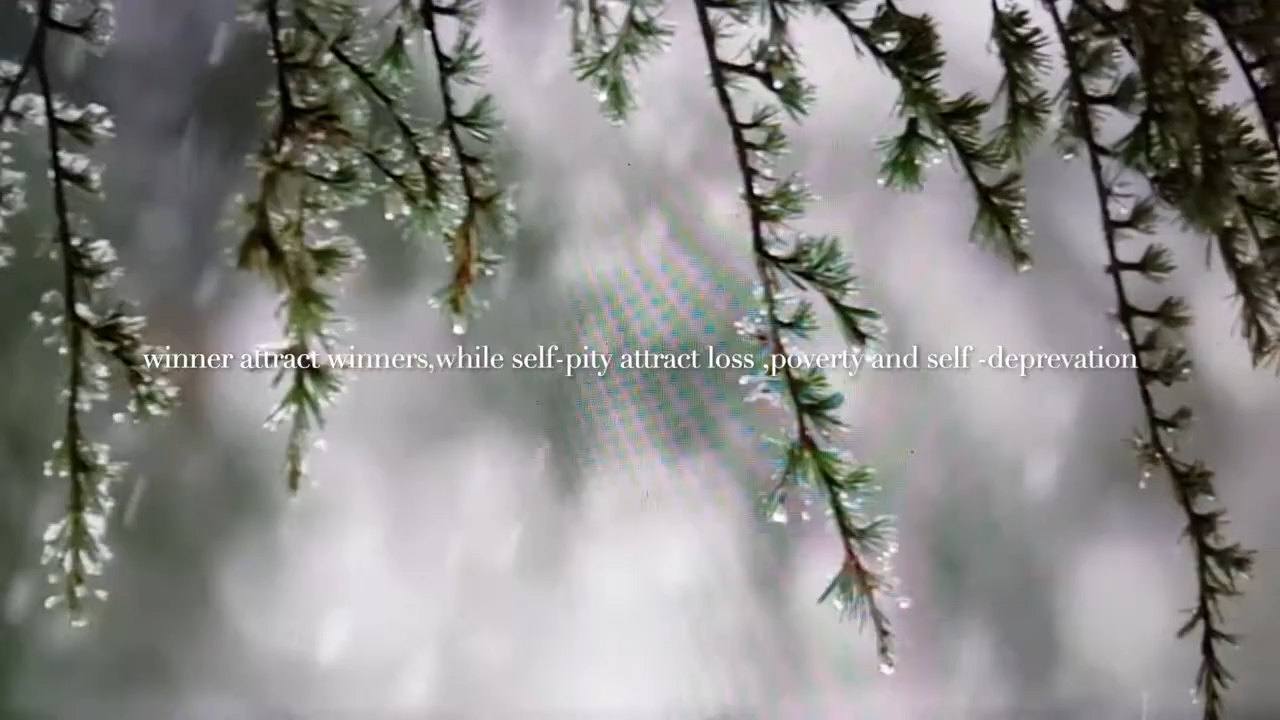 winner attract winners,while self-pity attract loss ,poverty and self -deprevation